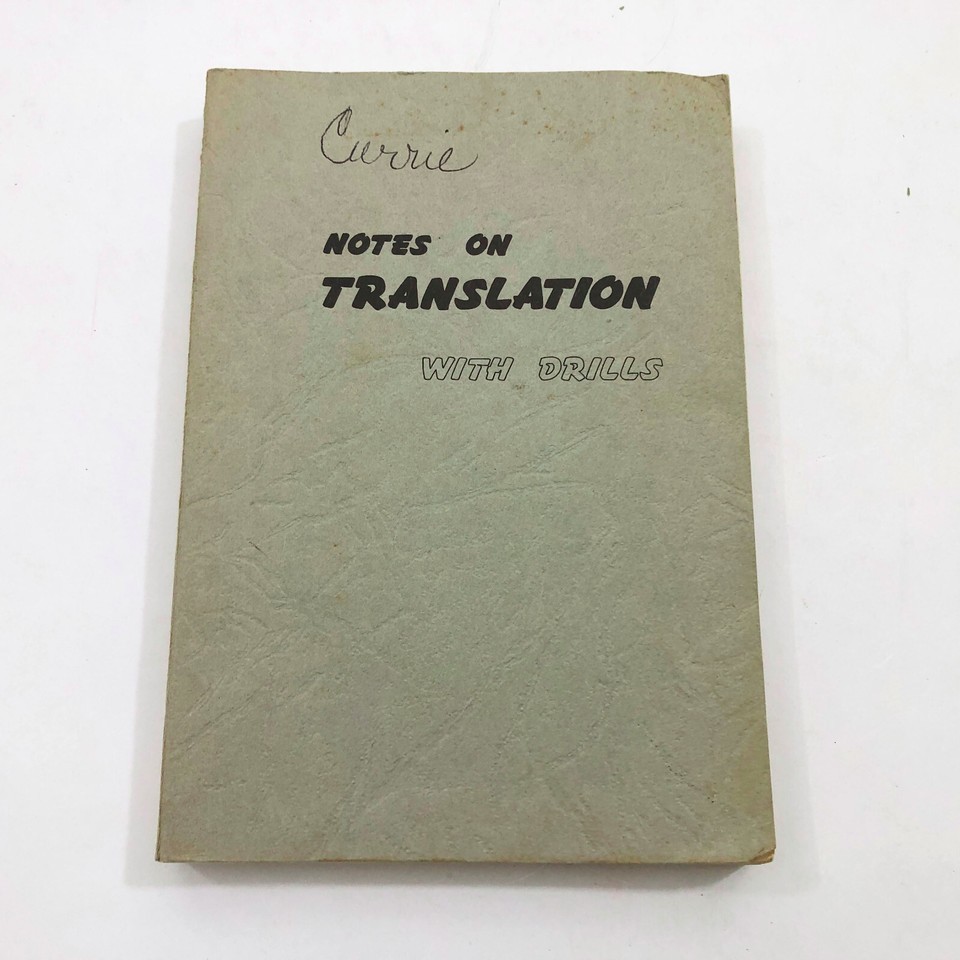 Currie
NOTES ON
TRANSLATION
WITH DRILLS